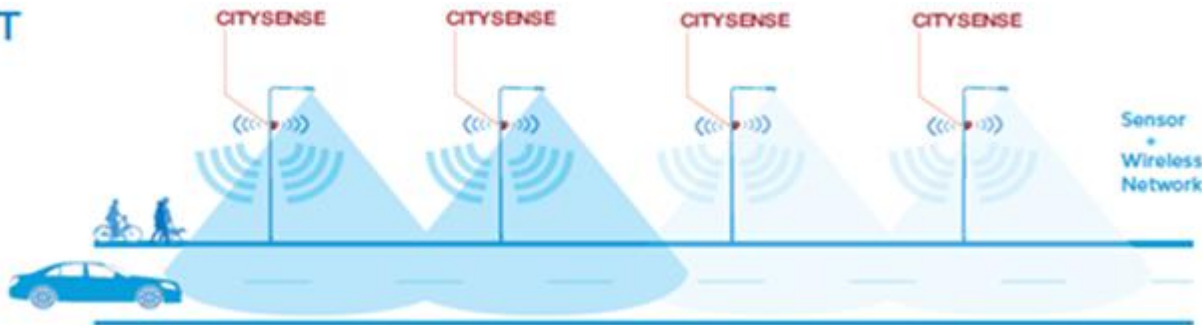 T
CITYSENSE CITYSENSE CITYSENSE CITYSENSE
Sensor
+
Wireless
Network